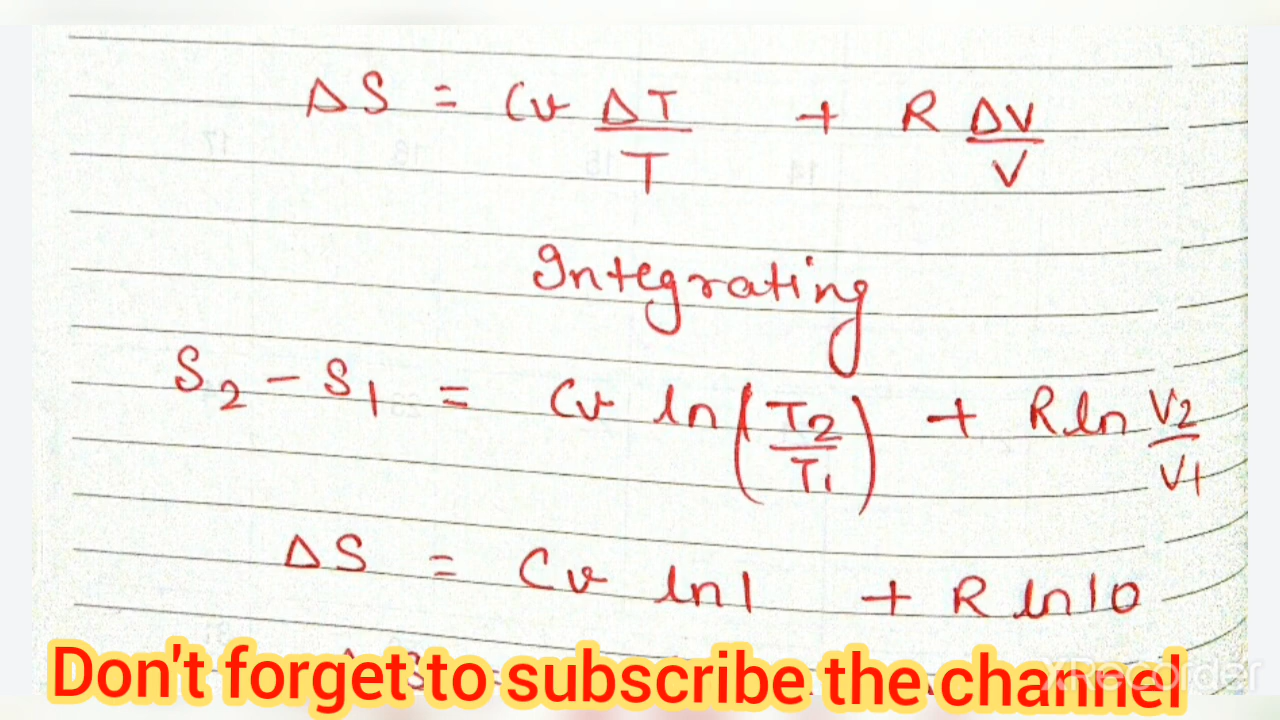 ΔS = Cv ΔT/T + R ΔV/V
Integrating
S2 - S1 = Cv ln(T2/T1) + R ln V2/V1
ΔS = Cv ln1 + R ln10
Don't forget to subscribe the channel
XRecorder